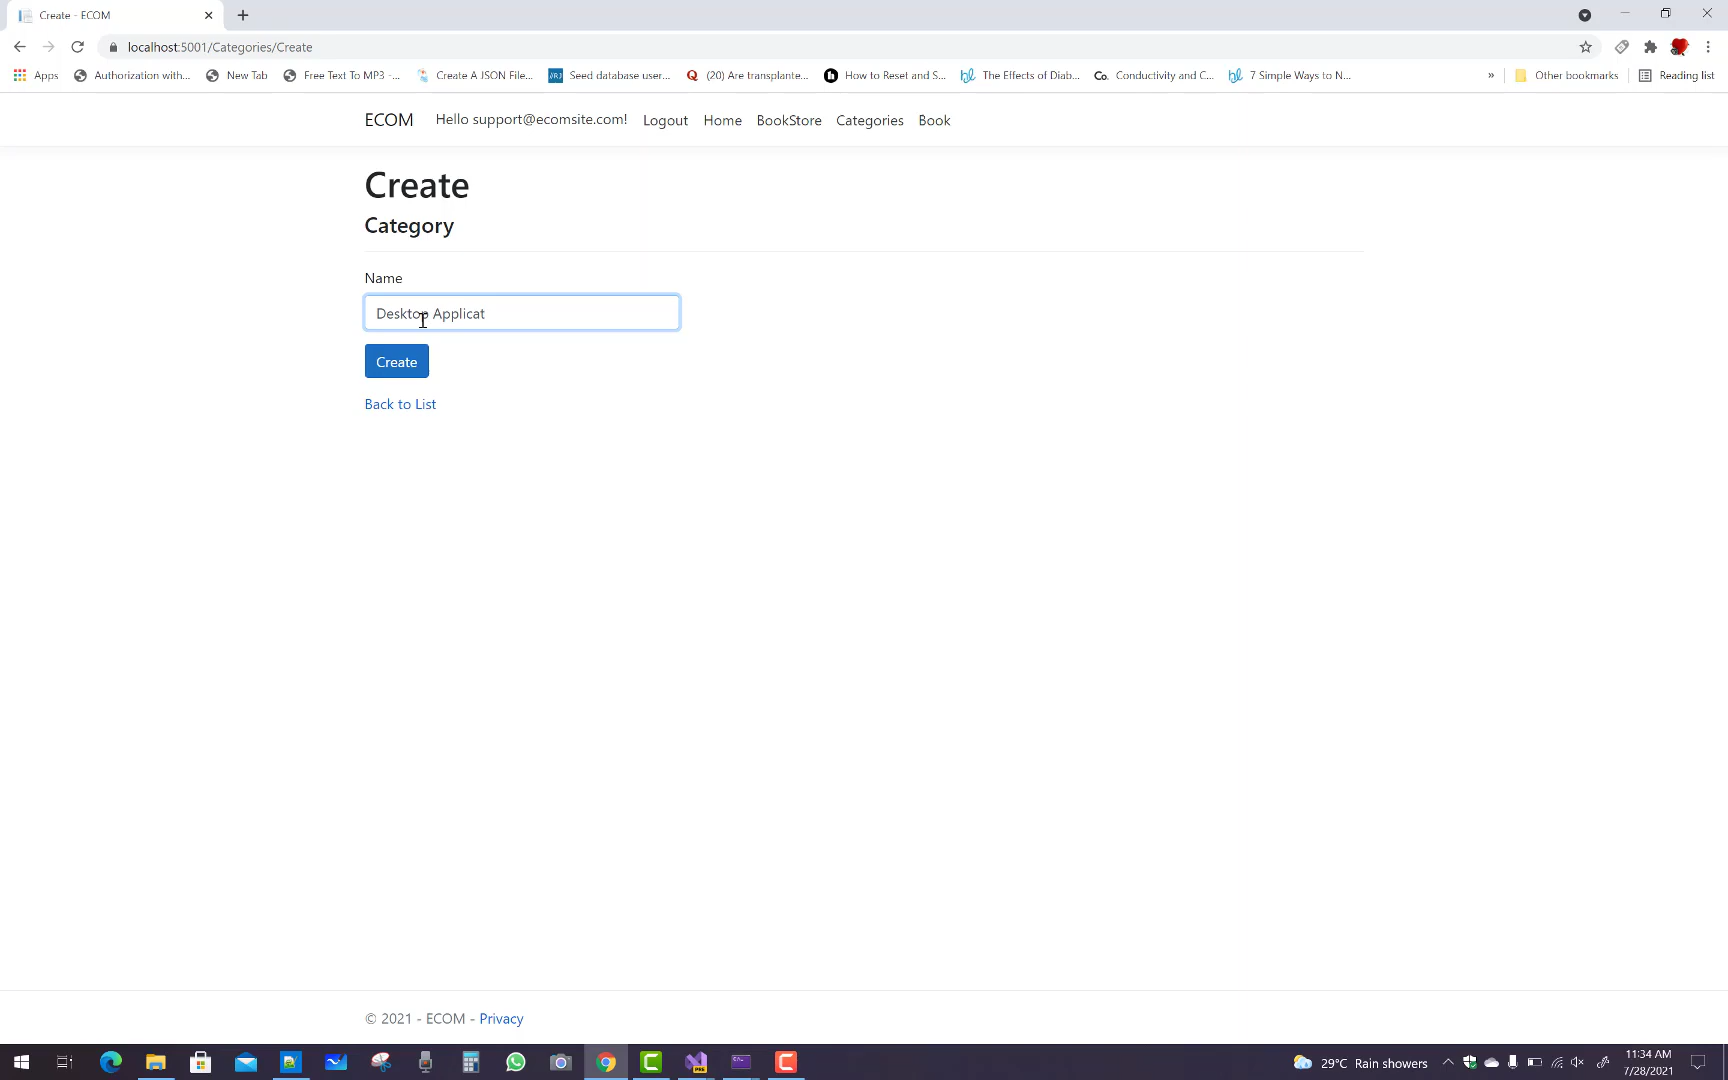 Create - ECOM
localhost:5001/Categories/Create
Apps
Authorization with...
New Tab
Free Text To MP3 -...
Create A JSON File...
Seed database user...
(20) Are transplante...
How to Reset and S...
The Effects of Diab...
Co. Conductivity and C...
7 Simple Ways to N...
»
Other bookmarks
Reading list
ECOM
Hello support@ecomsite.com!
Logout
Home
BookStore
Categories
Book
Create
Category
Name
Desktop Applicat
Create
Back to List
© 2021 - ECOM - Privacy
29°C Rain showers
11:34 AM
7/28/2021